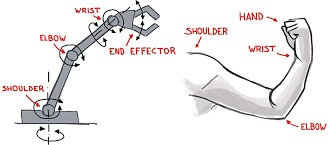 WRIST
ELBOW
END EFFECTOR
SHOULDER
HAND
SHOULDER
WRIST
ELBOW